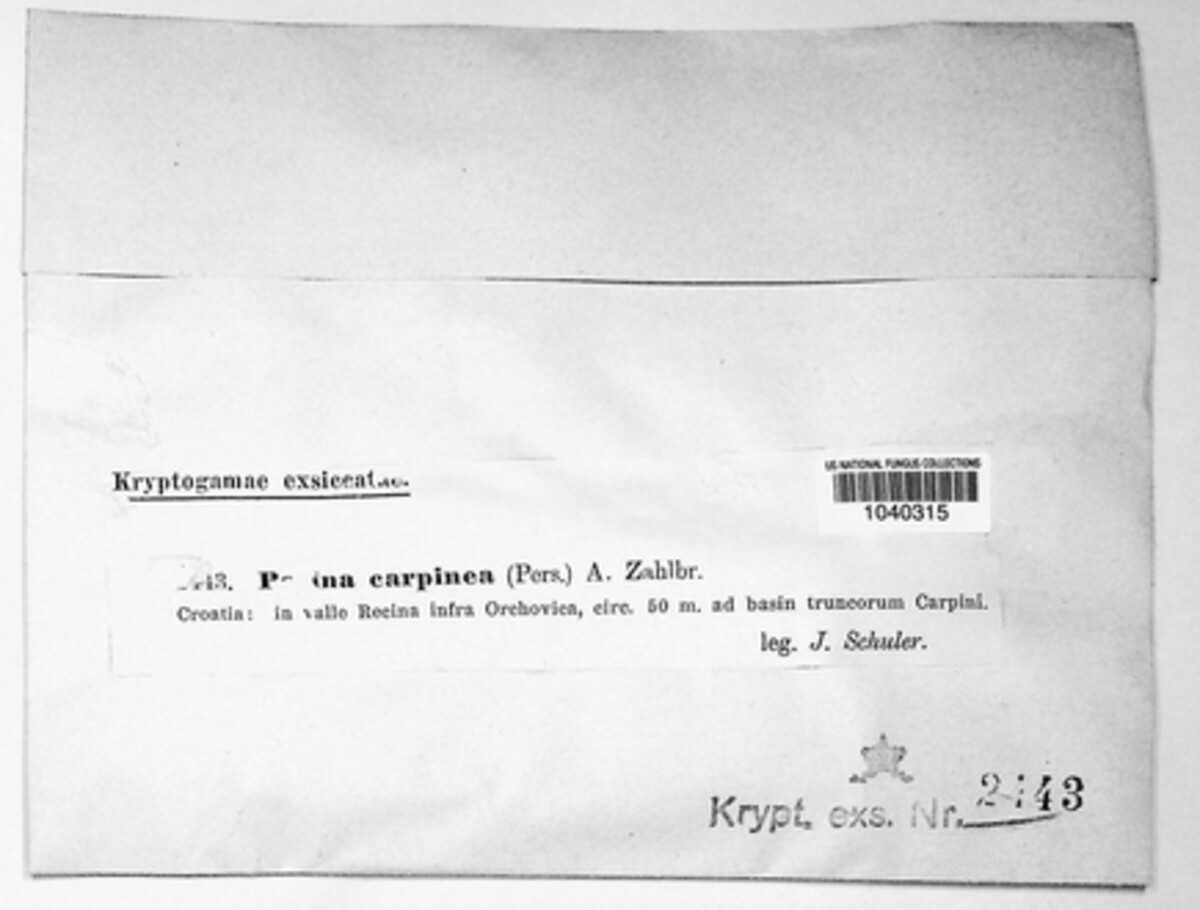 Kryptogamae exsiccatae.
US NATIONAL FUNGUS COLLECTIONS
1040315
carpinea (Pers.) A. Zahlbr.
Croatia: in valle Recina infra Orehovica, circ. 50 m. ad basin truncorum Carpini.
leg. J. Schuler.
Krypt. exs. Nr.